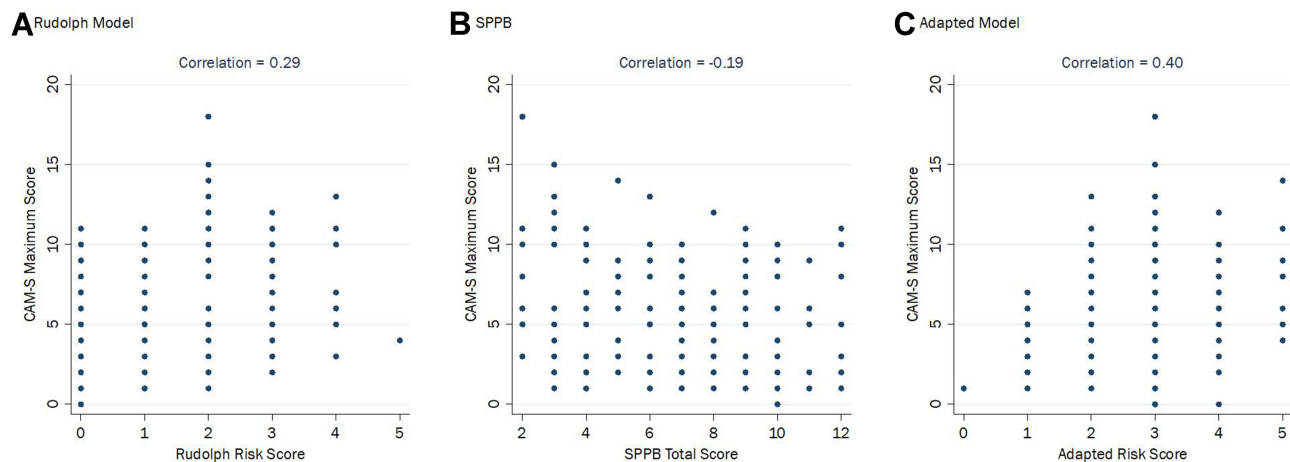 A Rudolph Model
Correlation = 0.29
CAM-S Maximum Score
20
15
10
5
0
0 1 2 3 4 5
Rudolph Risk Score
B SPPB
Correlation = -0.19
CAM-S Maximum Score
20
15
10
5
0
2 4 6 8 10 12
SPPB Total Score
C Adapted Model
Correlation = 0.40
CAM-S Maximum Score
20
15
10
5
0
0 1 2 3 4 5
Adapted Risk Score